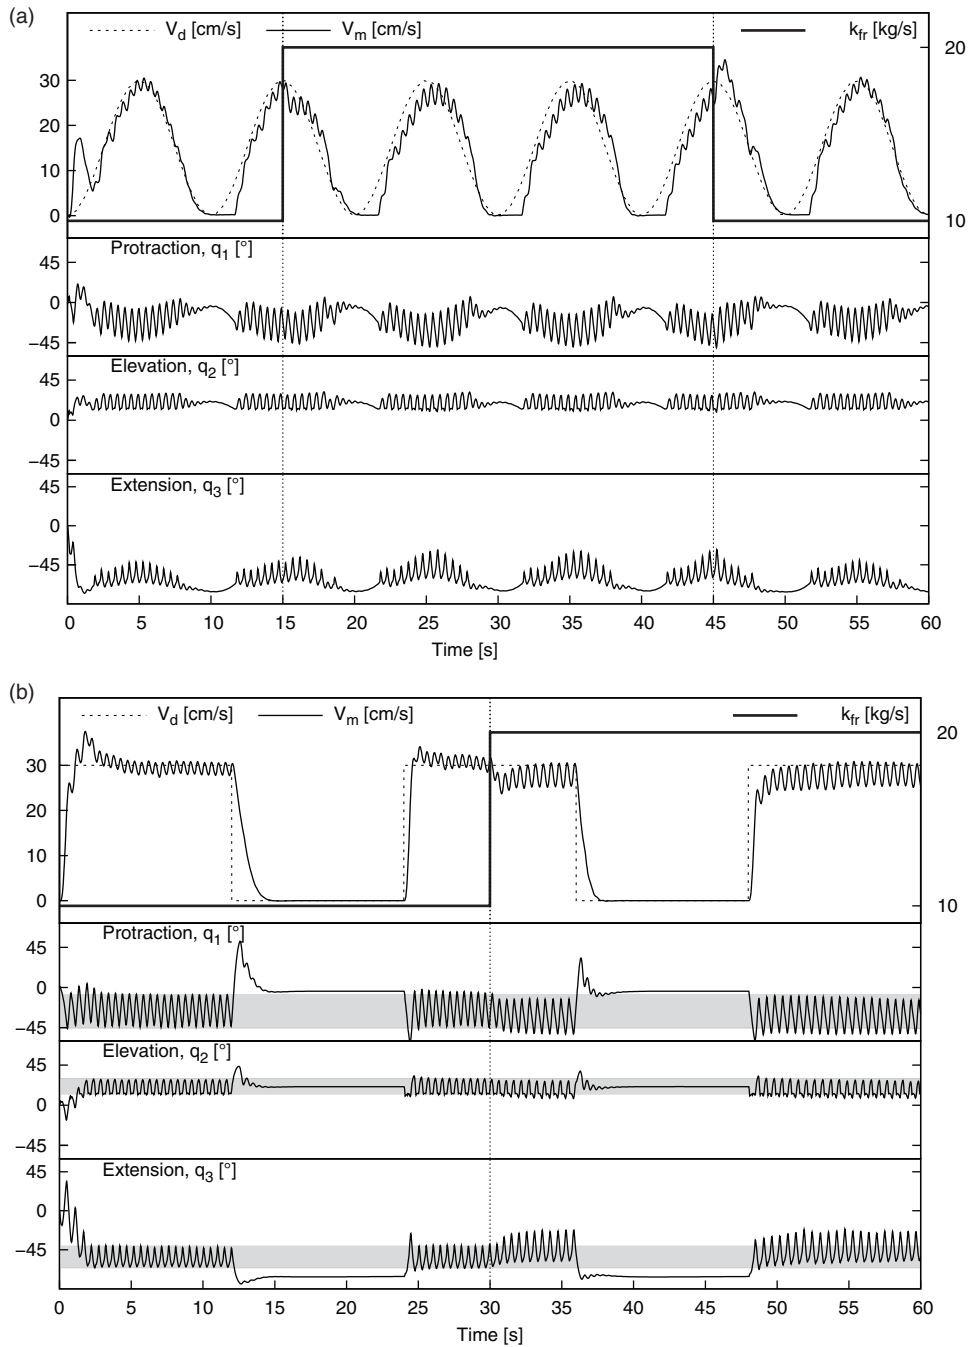 (a)
V_d [cm/s] V_m [cm/s] k_fr [kg/s]
20
30
20
10
0
10
Protraction, q_1 [°]
45
0
−45
Elevation, q_2 [°]
45
0
−45
Extension, q_3 [°]
45
0
−45
0 5 10 15 20 25 30 35 40 45 50 55 60
Time [s]
(b)
V_d [cm/s] V_m [cm/s] k_fr [kg/s]
20
30
20
10
0
10
Protraction, q_1 [°]
45
0
−45
Elevation, q_2 [°]
45
0
−45
Extension, q_3 [°]
45
0
−45
0 5 10 15 20 25 30 35 40 45 50 55 60
Time [s]